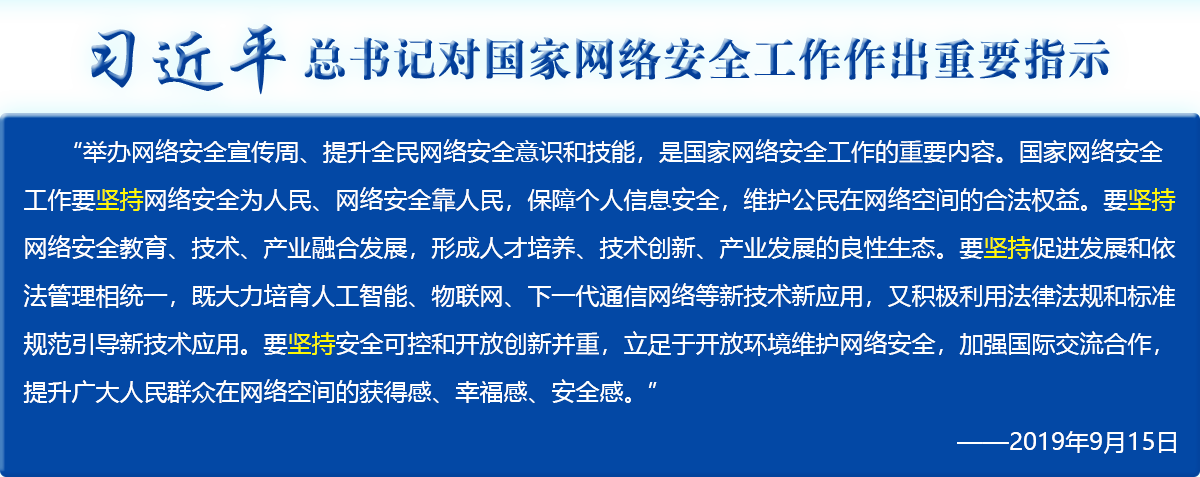 习近平总书记对国家网络安全工作作出重要指示
“举办网络安全宣传周、提升全民网络安全意识和技能，是国家网络安全工作的重要内容。国家网络安全
工作要坚持网络安全为人民、网络安全靠人民，保障个人信息安全，维护公民在网络空间的合法权益。要坚持
网络安全教育、技术、产业融合发展，形成人才培养、技术创新、产业发展的良性生态。要坚持促进发展和依
法管理相统一，既大力培育人工智能、物联网、下一代通信网络等新技术新应用，又积极利用法律法规和标准
规范引导新技术应用。要坚持安全可控和开放创新并重，立足于开放环境维护网络安全，加强国际交流合作，
提升广大人民群众在网络空间的获得感、幸福感、安全感。”
——2019年9月15日